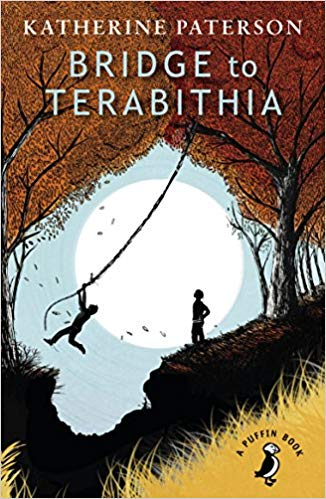 KATHERINE PATERSON
BRIDGE to
TERABITHIA
A PUFFIN BOOK